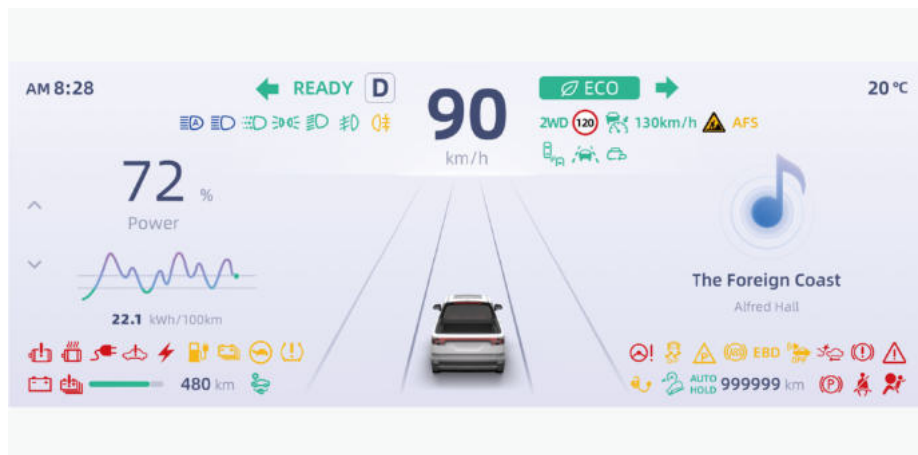 AM 8:28
READY D
90
km/h
ECO
20 °C
2WD 120 130km/h AFS
72 %
Power
22.1 kWh/100km
The Foreign Coast
Alfred Hall
EBD
OFF
480 km
AUTO
HOLD
999999 km